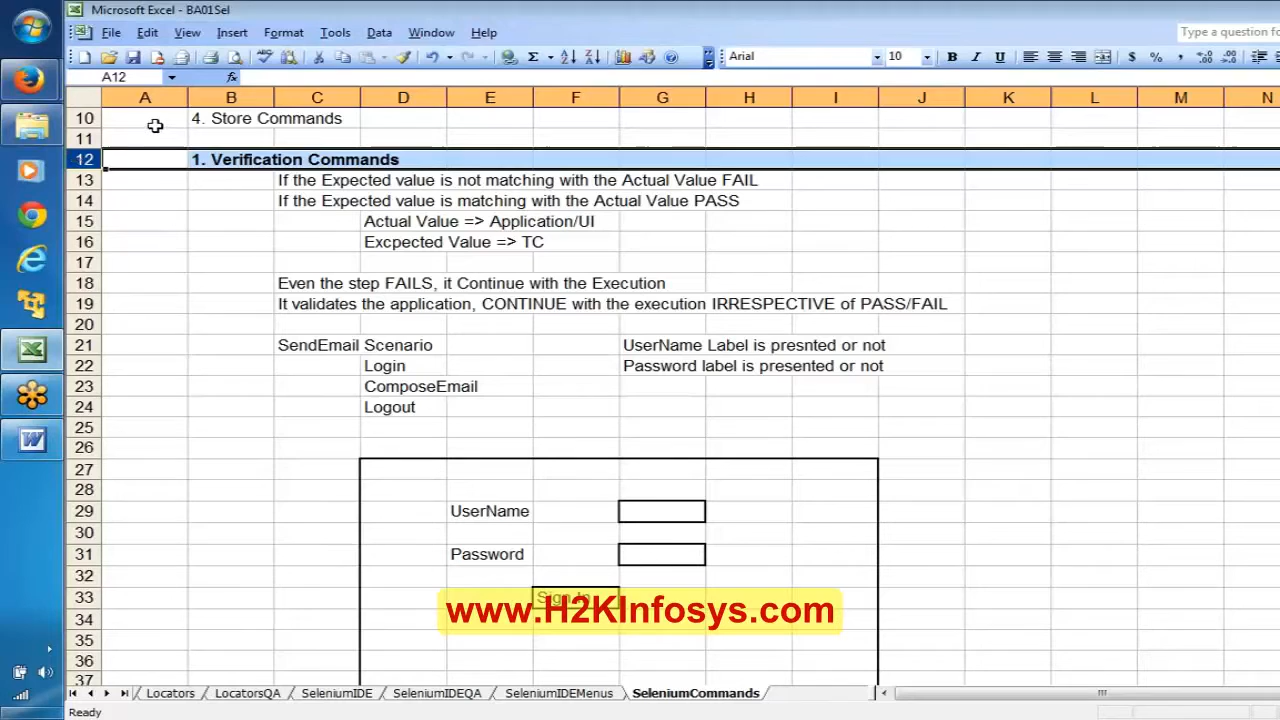 Microsoft Excel - BA01Sel
File Edit View Insert Format Tools Data Window Help
Type a question fo
Arial 10 B I U $ % ,
A12 fx
A B C D E F G H I J K L M N
10 4. Store Commands
11
12 1. Verification Commands
13 If the Expected value is not matching with the Actual Value FAIL
14 If the Expected value is matching with the Actual Value PASS
15 Actual Value => Application/UI
16 Excpected Value => TC
17
18 Even the step FAILS, it Continue with the Execution
19 It validates the application, CONTINUE with the execution IRRESPECTIVE of PASS/FAIL
20
21 SendEmail Scenario UserName Label is presnted or not
22 Login Password label is presented or not
23 ComposeEmail
24 Logout
25
26
27
28
29 UserName
30
31 Password
32
33 Sign In
www.H2KInfosys.com
34
35
36
37
Locators LocatorsQA SeleniumIDE SeleniumIDEQA SeleniumIDEMenus SeleniumCommands
Ready